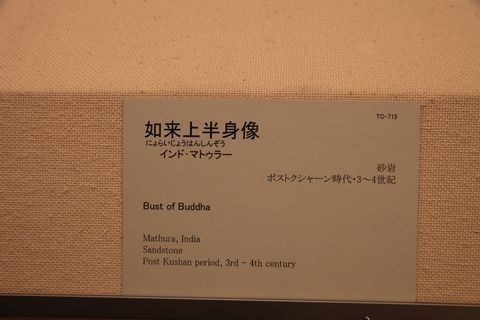 TC-715
如来上半身像
にょらいじょうはんしんぞう
インド・マトゥラー
砂岩
ポストクシャーン時代・3～4世紀
Bust of Buddha
Mathura, India
Sandstone
Post Kushan period, 3rd - 4th century